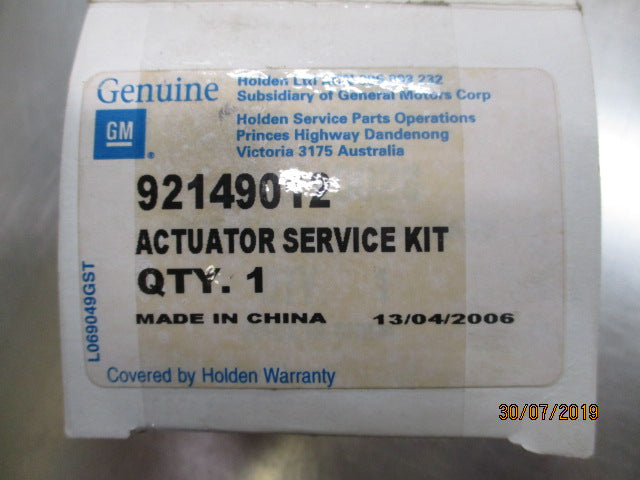 Genuine
GM
Holden Ltd 232
Subsidiary of General Motors Corp
Holden Service Parts Operations
Princes Highway Dandenong
Victoria 3175 Australia
92149012
ACTUATOR SERVICE KIT
QTY. 1
MADE IN CHINA 13/04/2006
L069049GST
Covered by Holden Warranty
30/07/2019